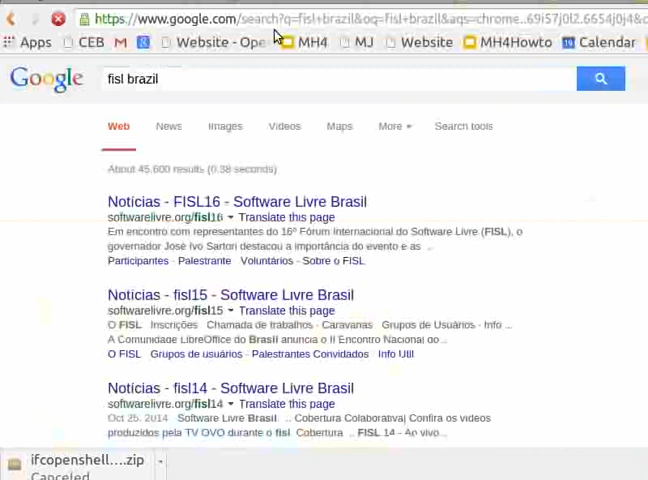 https://www.google.com/search?q=fisl+brazil&oq=fisl+brazil&aqs=chrome..69i57j0l2.6654j0j4&
Apps CEB Website - Ope MH4 MJ Website MH4Howto Calendar
Google fisl brazil
Web News Images Videos Maps More Search tools
About 45,600 results (0.38 seconds)
Notícias - FISL16 - Software Livre Brasil
softwarelivre.org/fisl16 Translate this page
Em encontro com representantes do 16º Fórum Internacional do Software Livre (FISL), o
governador José Ivo Sartori destacou a importância do evento e as ...
Participantes - Palestrante Voluntários - Sobre o FISL
Notícias - fisl15 - Software Livre Brasil
softwarelivre.org/fisl15 Translate this page
O FISL Inscrições Chamada de trabalhos · Caravanas Grupos de Usuários · Info ...
A Comunidade LibreOffice do Brasil anuncia o II Encontro Nacional do ...
O FISL Grupos de usuários - Palestrantes Convidados Info Util
Notícias - fisl14 - Software Livre Brasil
softwarelivre.org/fisl14 Translate this page
Oct 25, 2014 Software Livre Brasil ... Cobertura Colaborativa| Confira os vídeos
produzidos pela TV OVO durante o fisl Cobertura .. FISL 14 - Ao vivo...
ifcopenshell....zip
Canceled